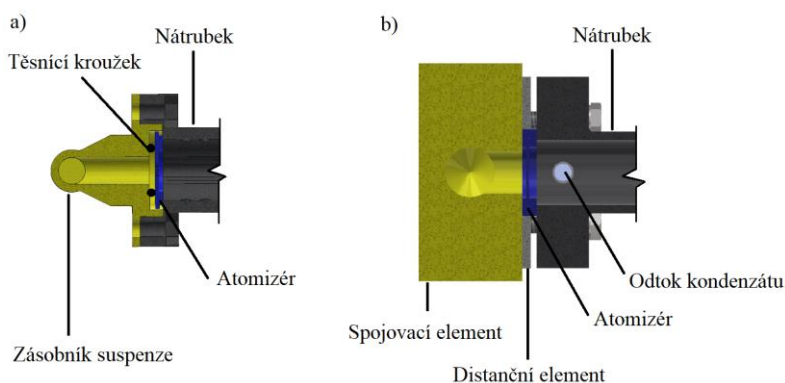 a)
Nátrubek
Těsnící kroužek
Atomizér
Zásobník suspenze
b)
Nátrubek
Odtok kondenzátu
Atomizér
Spojovací element
Distanční element